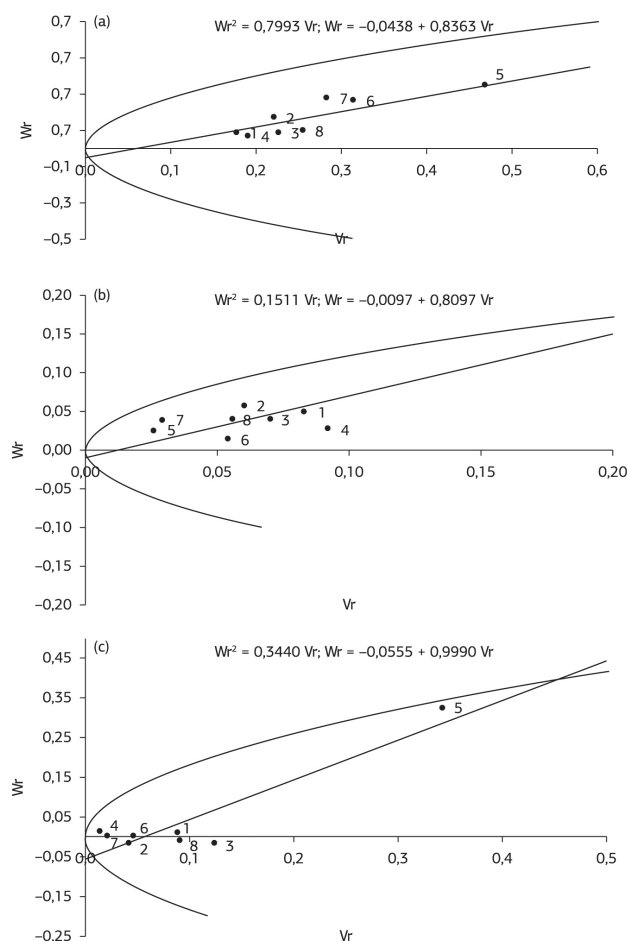 (a)
Wr² = 0,7993 Vr; Wr = –0,0438 + 0,8363 Vr
0,7
0,7
0,7
0,7
–0,1
–0,3
–0,5
Wr
5
7 6
2
1 4 3 8
0,0 0,1 0,2 0,3 0,4 0,5 0,6
Vr
(b)
Wr² = 0,1511 Vr; Wr = –0,0097 + 0,8097 Vr
0,20
0,15
0,10
0,05
0,00
–0,05
–0,10
–0,15
–0,20
Wr
2 1
7 8 3
5 6 4
0,00 0,05 0,10 0,15 0,20
Vr
(c)
Wr² = 0,3440 Vr; Wr = –0,0555 + 0,9990 Vr
0,45
0,35
0,25
0,15
0,05
–0,05
–0,15
–0,25
Wr
5
4 6 1
7 2 8 3
0,0 0,1 0,2 0,3 0,4 0,5
Vr